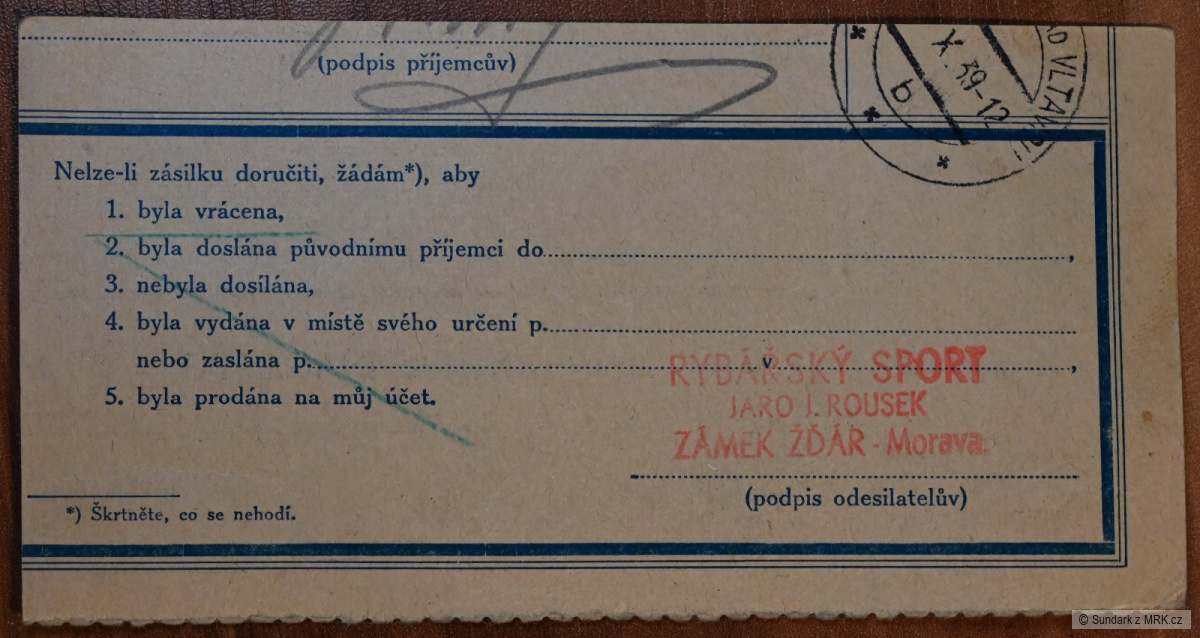 (podpis příjemcův)
X. 39-12
b
VLTAVOU
Nelze-li zásilku doručiti, žádám*), aby
1. byla vrácena,
2. byla doslána původnímu příjemci do ,
3. nebyla dosílána,
4. byla vydána v místě svého určení p.
nebo zaslána p. v ,
5. byla prodána na můj účet.
RYBÁŘSKÝ SPORT
JARO J. ROUSEK
ZÁMEK ŽĎÁR - Morava.
(podpis odesilatelův)
*) Škrtněte, co se nehodí.
© Sundark z MRK.cz